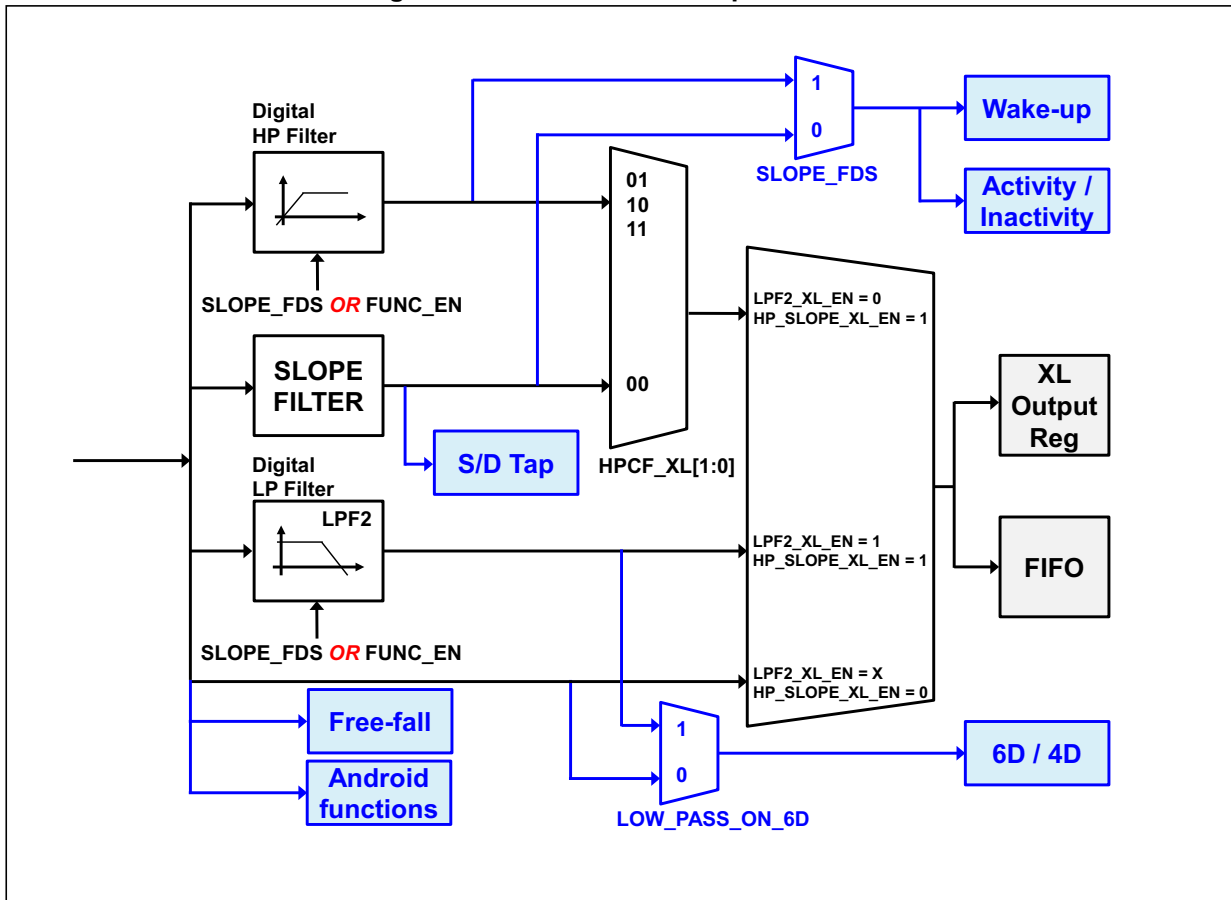 Digital
HP Filter
SLOPE_FDS OR FUNC_EN
SLOPE
FILTER
S/D Tap
Digital
LP Filter
LPF2
SLOPE_FDS OR FUNC_EN
Free-fall
Android
functions
01
10
11
00
HPCF_XL[1:0]
1
0
SLOPE_FDS
Wake-up
Activity /
Inactivity
LPF2_XL_EN = 0
HP_SLOPE_XL_EN = 1
LPF2_XL_EN = 1
HP_SLOPE_XL_EN = 1
LPF2_XL_EN = X
HP_SLOPE_XL_EN = 0
XL
Output
Reg
FIFO
1
0
LOW_PASS_ON_6D
6D / 4D